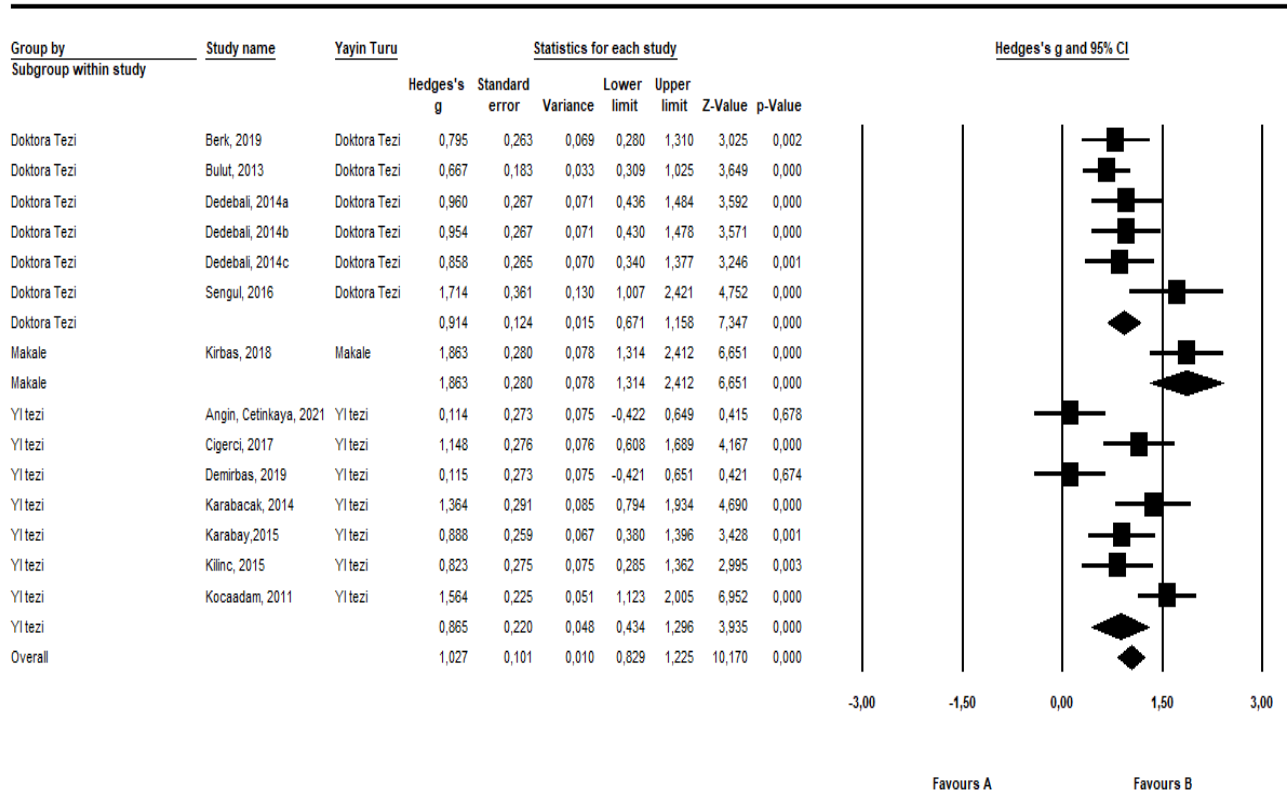 Group by Study name Yayin Turu Statistics for each study Hedges's g and 95% CI
Subgroup within study
Hedges's Standard Lower Upper
g error Variance limit limit Z-Value p-Value
Doktora Tezi Berk, 2019 Doktora Tezi 0,795 0,263 0,069 0,280 1,310 3,025 0,002
Doktora Tezi Bulut, 2013 Doktora Tezi 0,667 0,183 0,033 0,309 1,025 3,649 0,000
Doktora Tezi Dedebali, 2014a Doktora Tezi 0,960 0,267 0,071 0,436 1,484 3,592 0,000
Doktora Tezi Dedebali, 2014b Doktora Tezi 0,954 0,267 0,071 0,430 1,478 3,571 0,000
Doktora Tezi Dedebali, 2014c Doktora Tezi 0,858 0,265 0,070 0,340 1,377 3,246 0,001
Doktora Tezi Sengul, 2016 Doktora Tezi 1,714 0,361 0,130 1,007 2,421 4,752 0,000
Doktora Tezi 0,914 0,124 0,015 0,671 1,158 7,347 0,000
Makale Kirbas, 2018 Makale 1,863 0,280 0,078 1,314 2,412 6,651 0,000
Makale 1,863 0,280 0,078 1,314 2,412 6,651 0,000
Yl tezi Angin, Cetinkaya, 2021 Yl tezi 0,114 0,273 0,075 -0,422 0,649 0,415 0,678
Yl tezi Cigerci, 2017 Yl tezi 1,148 0,276 0,076 0,608 1,689 4,167 0,000
Yl tezi Demirbas, 2019 Yl tezi 0,115 0,273 0,075 -0,421 0,651 0,421 0,674
Yl tezi Karabacak, 2014 Yl tezi 1,364 0,291 0,085 0,794 1,934 4,690 0,000
Yl tezi Karabay,2015 Yl tezi 0,888 0,259 0,067 0,380 1,396 3,428 0,001
Yl tezi Kilinc, 2015 Yl tezi 0,823 0,275 0,075 0,285 1,362 2,995 0,003
Yl tezi Kocaadam, 2011 Yl tezi 1,564 0,225 0,051 1,123 2,005 6,952 0,000
Yl tezi 0,865 0,220 0,048 0,434 1,296 3,935 0,000
Overall 1,027 0,101 0,010 0,829 1,225 10,170 0,000
-3,00 -1,50 0,00 1,50 3,00
Favours A Favours B